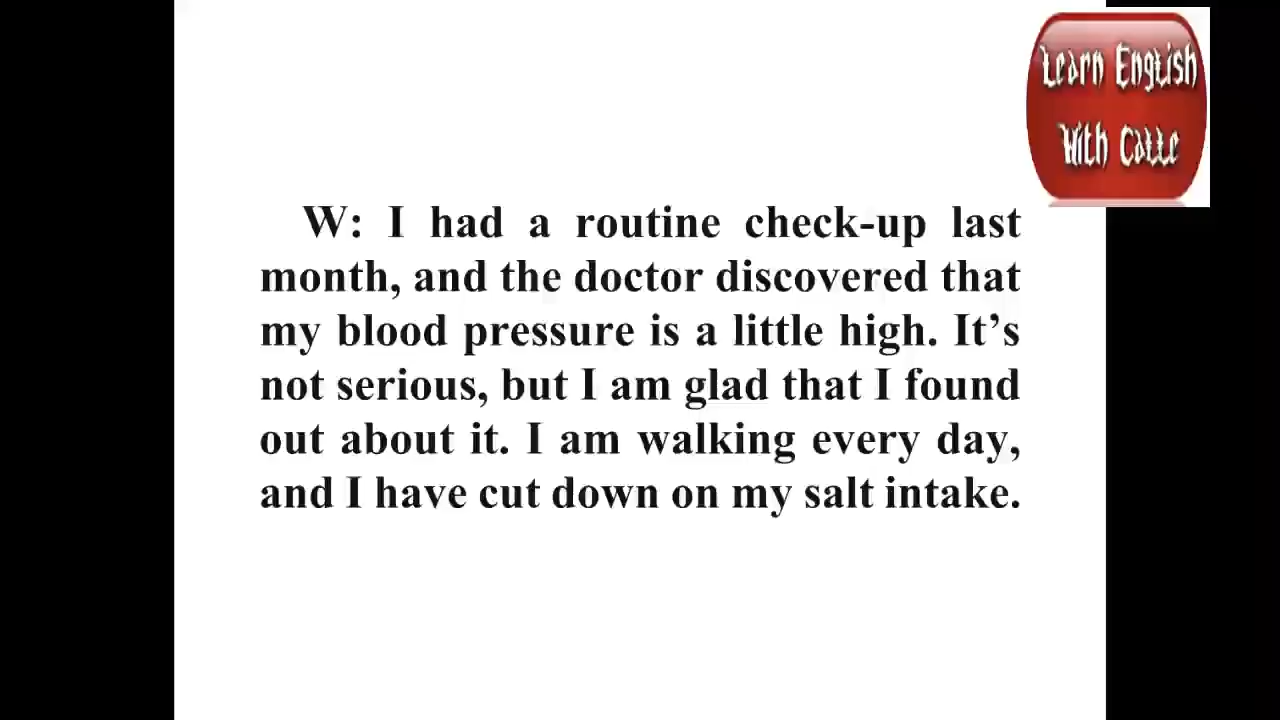 Learn English
With Catte
W: I had a routine check-up last
month, and the doctor discovered that
my blood pressure is a little high. It’s
not serious, but I am glad that I found
out about it. I am walking every day,
and I have cut down on my salt intake.